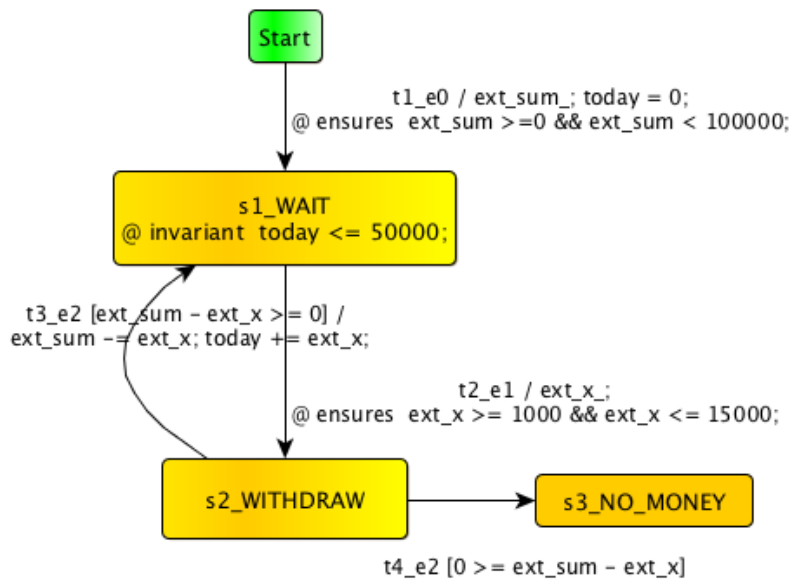 Start
t1_e0 / ext_sum_; today = 0;
@ ensures ext_sum >=0 && ext_sum < 100000;
s1_WAIT
@ invariant today <= 50000;
t3_e2 [ext_sum - ext_x >= 0] /
ext_sum -= ext_x; today += ext_x;
t2_e1 / ext_x_;
@ ensures ext_x >= 1000 && ext_x <= 15000;
s2_WITHDRAW
s3_NO_MONEY
t4_e2 [0 >= ext_sum - ext_x]